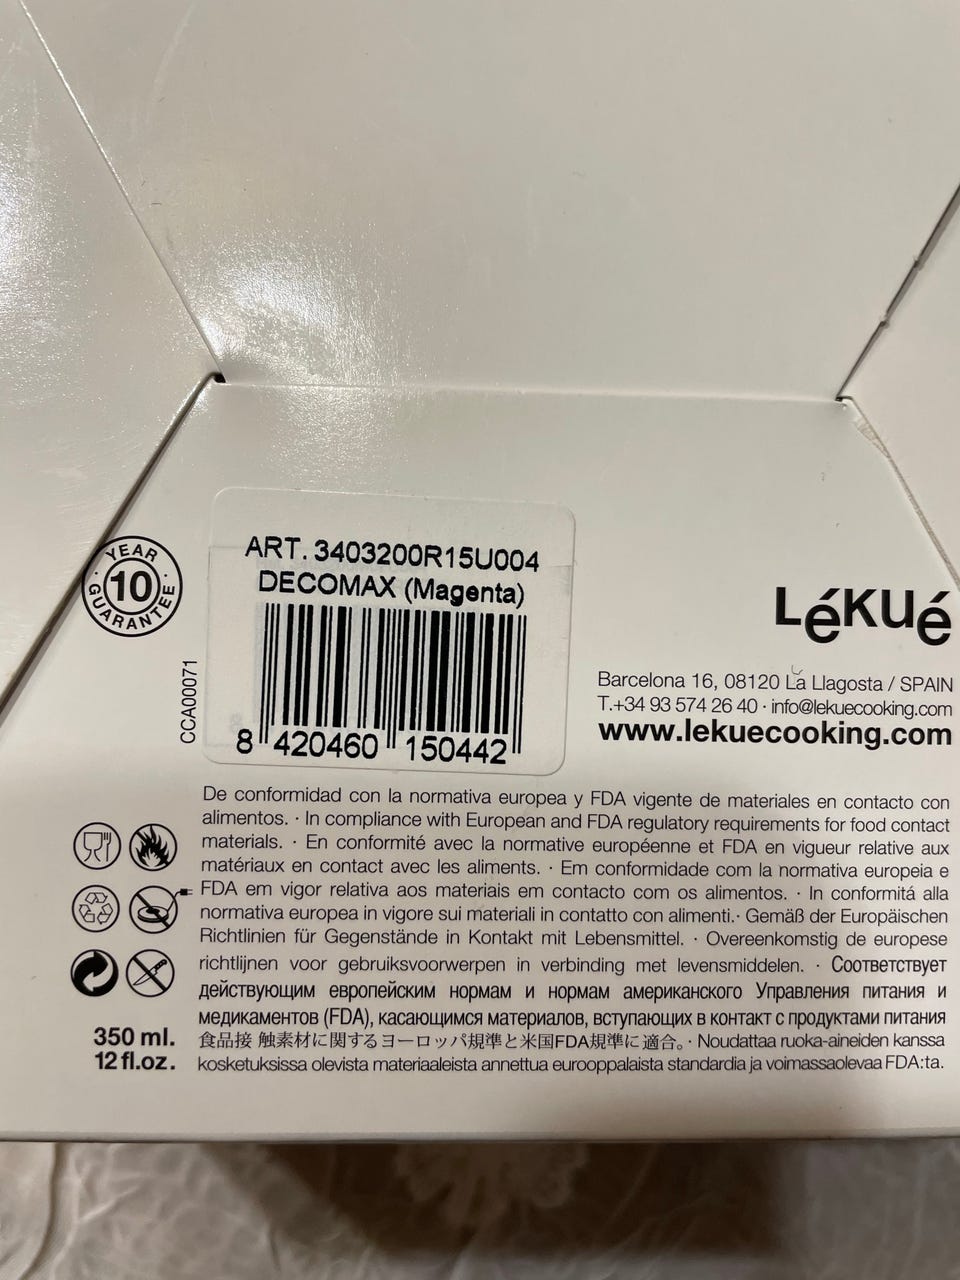 ART. 3403200R15U004
DECOMAX (Magenta)
8 420460 150442
YEAR
10
GUARANTEE
CCA00071
Lékué
Barcelona 16, 08120 La Llagosta / SPAIN
T.+34 93 574 26 40 · info@lekuecooking.com
www.lekuecooking.com
De conformidad con la normativa europea y FDA vigente de materiales en contacto con
alimentos. · In compliance with European and FDA regulatory requirements for food contact
materials. · En conformité avec la normative européenne et FDA en vigueur relative aux
matériaux en contact avec les aliments. · Em conformidade com la normativa europeia e
FDA em vigor relativa aos materiais em contacto com os alimentos. · In conformitá alla
normativa europea in vigore sui materiali in contatto con alimenti.· Gemäß der Europäischen
Richtlinien für Gegenstände in Kontakt mit Lebensmittel. · Overeenkomstig de europese
richtlijnen voor gebruiksvoorwerpen in verbinding met levensmiddelen. · Соответствует
действующим европейским нормам и нормам американского Управления питания и
медикаментов (FDA), касающимся материалов, вступающих в контакт с продуктами питания
食品接 触素材に関するヨーロッパ規準と米国FDA規準に適合。· Noudattaa ruoka-aineiden kanssa
kosketuksissa olevista materiaaleista annettua eurooppalaista standardia ja voimassaolevaa FDA:ta.
350 ml.
12 fl.oz.